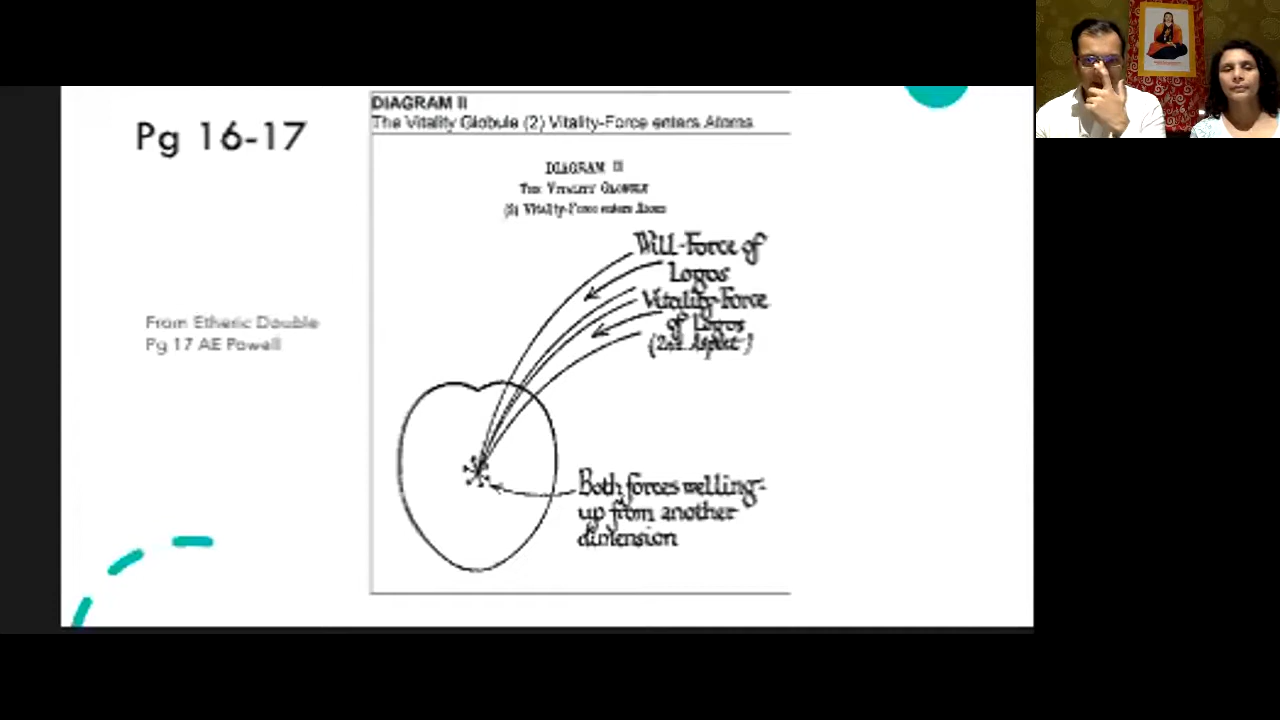 Pg 16-17
From Etheric Double
Pg 17 AE Powell
DIAGRAM II
The Vitality Globule (2) Vitality-Force enters Atoms
DIAGRAM II
THE VITALITY GLOBULE
(2) Vitality-Force enters Atoms
Will-Force of
Logos
Vitality-Force
of Logos
(2nd Aspect)
Both forces welling-
up from another
dimension